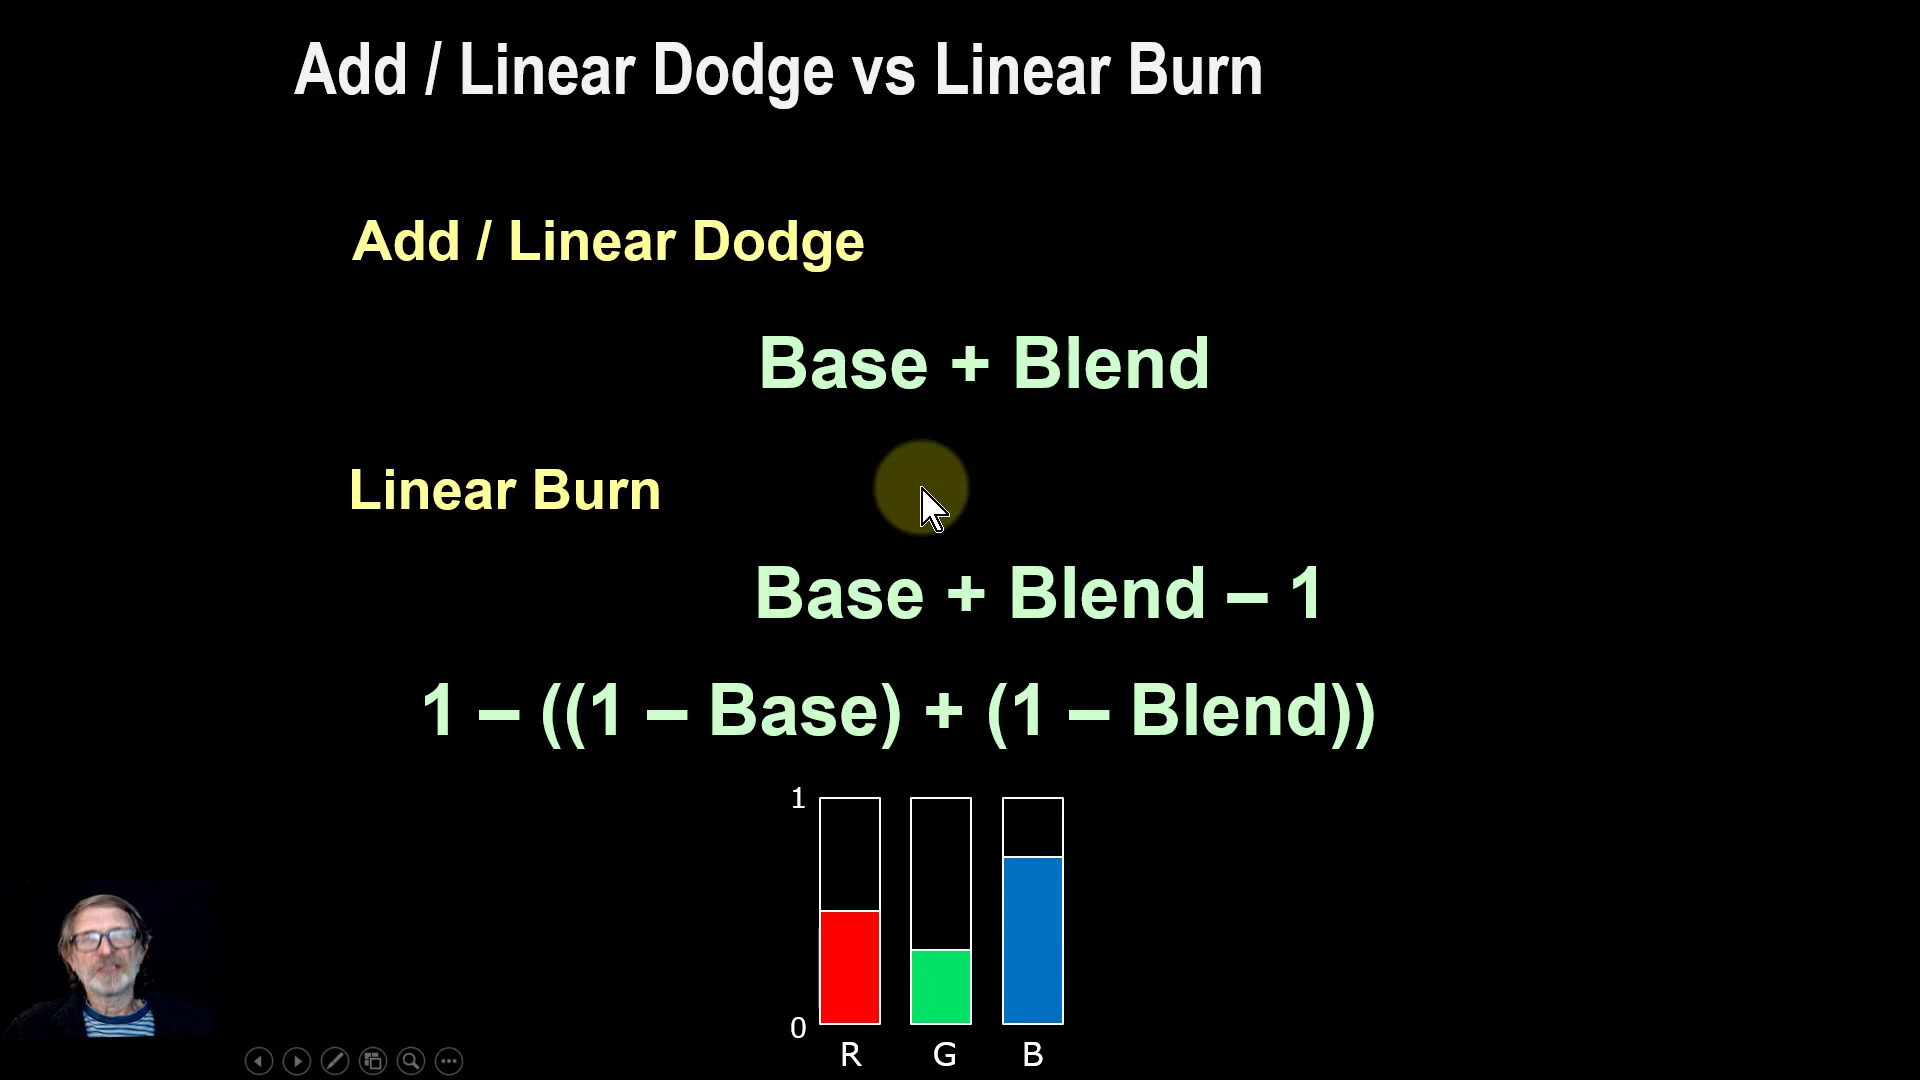 Add / Linear Dodge vs Linear Burn
Add / Linear Dodge
Base + Blend
Linear Burn
Base + Blend – 1
1 – ((1 – Base) + (1 – Blend))
1
0
R G B